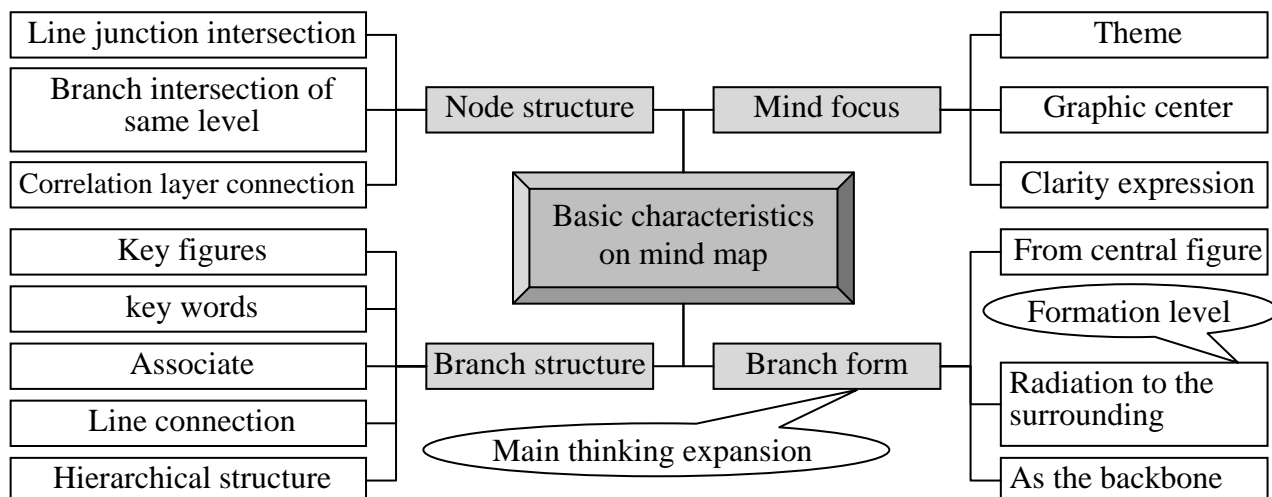 Line junction intersection
Branch intersection of
same level
Correlation layer connection
Node structure
Mind focus
Theme
Graphic center
Clarity expression
Basic characteristics
on mind map
Key figures
key words
Associate
Line connection
Hierarchical structure
Branch structure
Branch form
Main thinking expansion
From central figure
Formation level
Radiation to the
surrounding
As the backbone